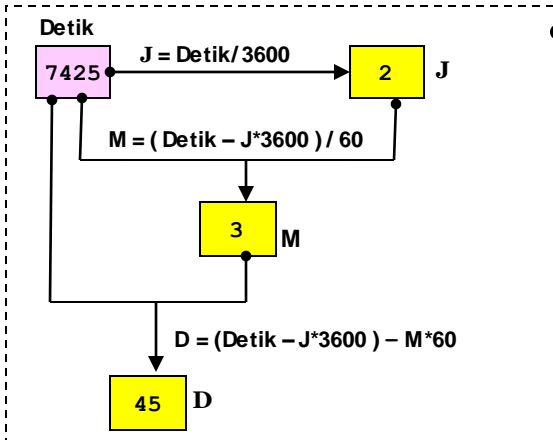 Detik
7425
J = Detik/ 3600
2
J
M = ( Detik – J*3600 ) / 60
3
M
D = (Detik – J*3600 ) – M*60
45
D